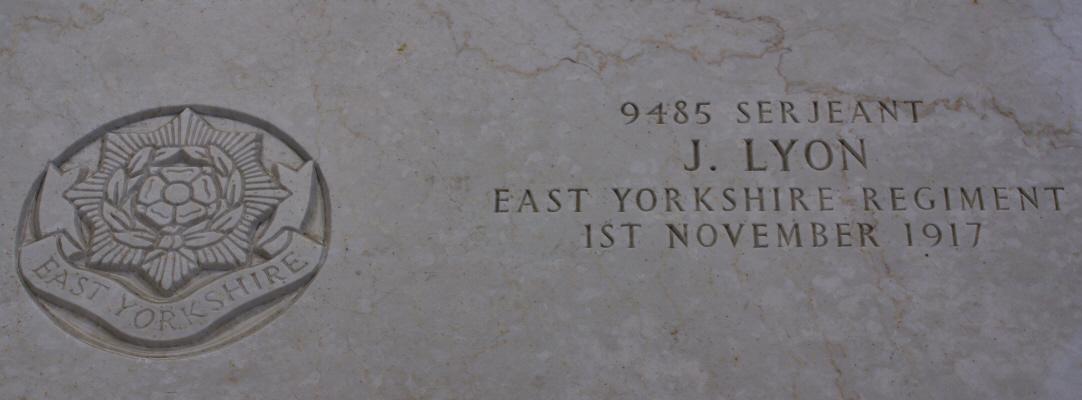 9485 SERJEANT
J. LYON
EAST YORKSHIRE REGIMENT
1ST NOVEMBER 1917
EAST YORKSHIRE